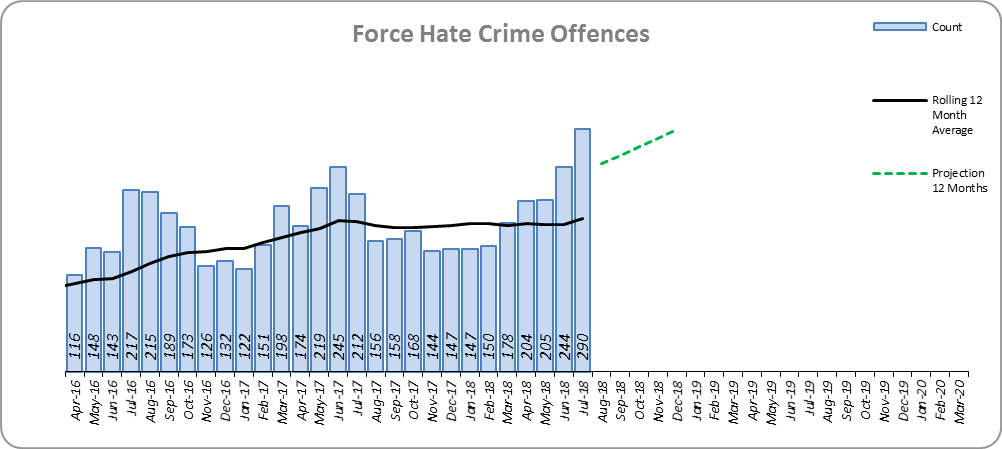 Force Hate Crime Offences
Count
Rolling 12
Month
Average
Projection
12 Months
116 148 143 217 215 189 173 126 132 122 151 198 174 219 245 212 156 158 168 144 147 147 150 178 204 205 244 290
Apr-16 May-16 Jun-16 Jul-16 Aug-16 Sep-16 Oct-16 Nov-16 Dec-16 Jan-17 Feb-17 Mar-17 Apr-17 May-17 Jun-17 Jul-17 Aug-17 Sep-17 Oct-17 Nov-17 Dec-17 Jan-18 Feb-18 Mar-18 Apr-18 May-18 Jun-18 Jul-18 Aug-18 Sep-18 Oct-18 Nov-18 Dec-18 Jan-19 Feb-19 Mar-19 Apr-19 May-19 Jun-19 Jul-19 Aug-19 Sep-19 Oct-19 Nov-19 Dec-19 Jan-20 Feb-20 Mar-20